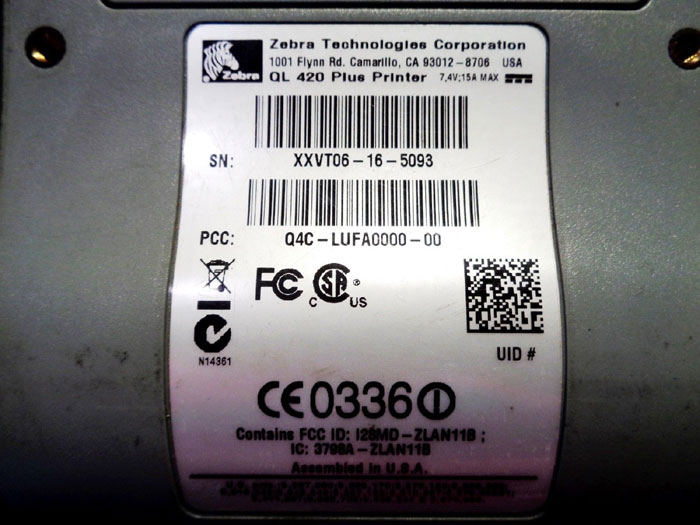 Zebra Technologies Corporation
1001 Flynn Rd. Camarillo, CA 93012-8706 USA
Zebra
QL 420 Plus Printer 7,4V;15A MAX
SN: XXVT06-16-5093
PCC: Q4C-LUFA0000-00
FC CSA
C US
N14361
UID #
CE0336
Contains FCC ID: I28MD-ZLAN11B ;
IC: 3798A-ZLAN11B
Assembled in U.S.A.